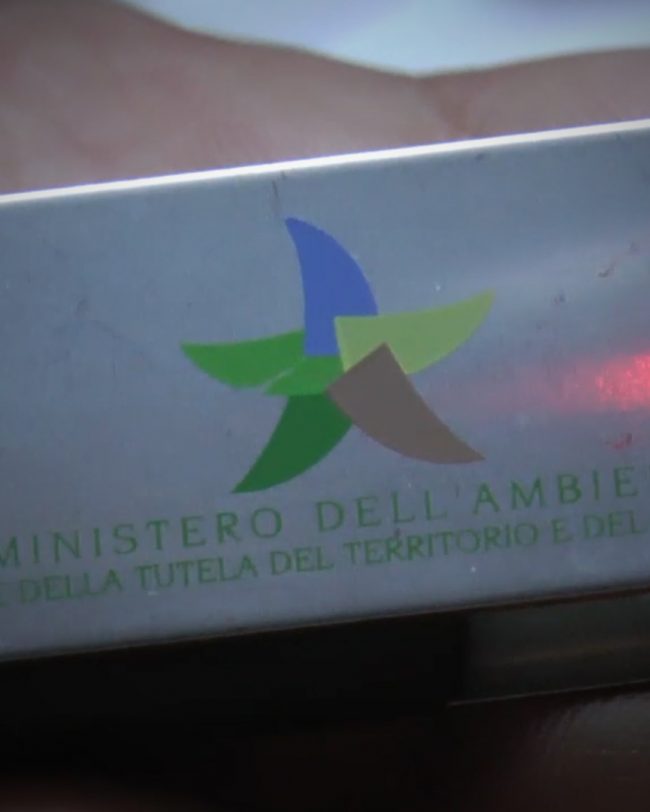 MINISTERO DELL'AMBIE
E DELLA TUTELA DEL TERRITORIO E DEL